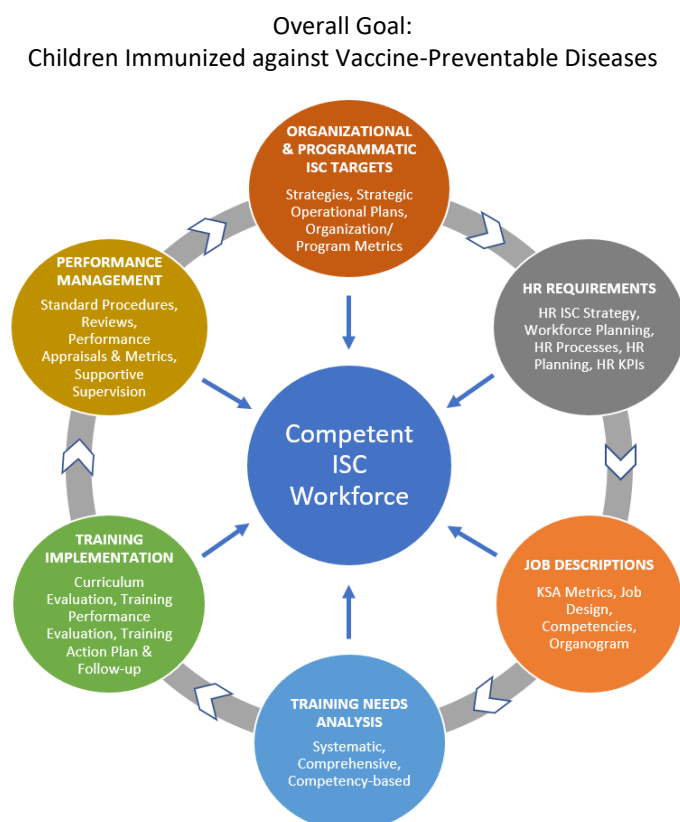 Overall Goal:
Children Immunized against Vaccine-Preventable Diseases
ORGANIZATIONAL
& PROGRAMMATIC
ISC TARGETS
Strategies, Strategic
Operational Plans,
Organization/
Program Metrics
HR REQUIREMENTS
HR ISC Strategy,
Workforce Planning,
HR Processes, HR
Planning, HR KPIs
JOB DESCRIPTIONS
KSA Metrics, Job
Design,
Competencies,
Organogram
TRAINING NEEDS
ANALYSIS
Systematic,
Comprehensive,
Competency-based
TRAINING
IMPLEMENTATION
Curriculum
Evaluation, Training
Performance
Evaluation, Training
Action Plan &
Follow-up
PERFORMANCE
MANAGEMENT
Standard Procedures,
Reviews,
Performance
Appraisals & Metrics,
Supportive
Supervision
Competent
ISC
Workforce